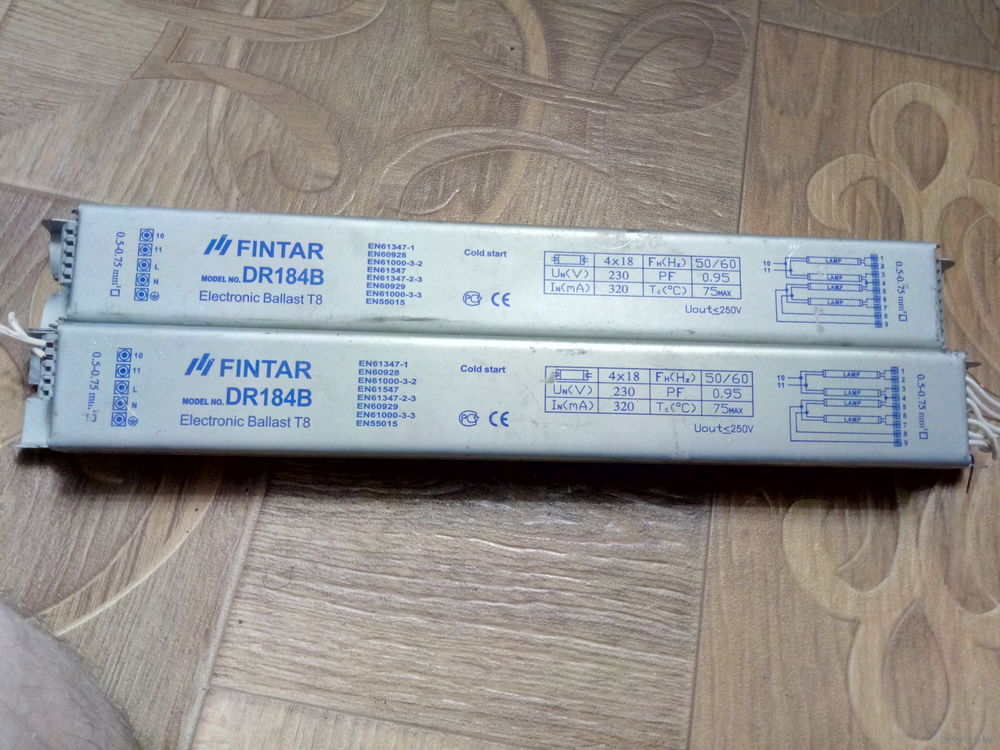 0.5-0.75 mm²
10
11
L
N
FINTAR
MODEL NO. DR184B
Electronic Ballast T8
EN61347-1
EN60928
EN61000-3-2
EN61547
EN61347-2-3
EN60929
EN61000-3-3
EN55015
Cold.start
CE
4x18 FN(Hz) 50/60
UN(V) 230 PF 0.95
IN(mA) 320 Tc(°C) 75MAX
Uout≤250V
10
11
LAMP
LAMP
LAMP
LAMP
1
2
3
4
5
6
7
8
9
0.5-0.75 mm²
0.5-0.75 mm²
10
11
L
N
FINTAR
MODEL NO. DR184B
Electronic Ballast T8
EN61347-1
EN60928
EN61000-3-2
EN61547
EN61347-2-3
EN60929
EN61000-3-3
EN55015
Cold start
CE
4x18 FN(Hz) 50/60
UN(V) 230 PF 0.95
IN(mA) 320 Tc(°C) 75MAX
Uout≤250V
10
11
LAMP
LAMP
LAMP
LAMP
1
2
3
4
5
6
7
8
9
0.5-0.75 mm²